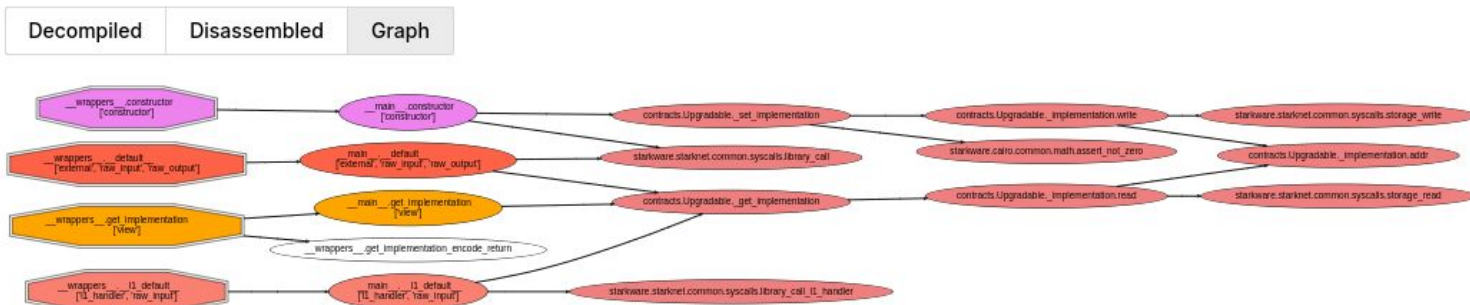 Decompiled Disassembled Graph
__wrappers__.constructor
['constructor']
__main__.constructor
['constructor']
contracts.Upgradable._set_implementation
contracts.Upgradable._implementation.write
starkware.starknet.common.syscalls.storage_write
__wrappers__.__default__
['external', 'raw_input', 'raw_output']
__main__.__default__
['external', 'raw_input', 'raw_output']
starkware.starknet.common.syscalls.library_call
starkware.cairo.common.math.assert_not_zero
contracts.Upgradable._implementation.addr
__wrappers__.get_implementation
['view']
__main__.get_implementation
['view']
contracts.Upgradable._get_implementation
contracts.Upgradable._implementation.read
starkware.starknet.common.syscalls.storage_read
__wrappers__.get_implementation_encode_return
__wrappers__.__l1_default__
['l1_handler', 'raw_input']
__main__.__l1_default__
['l1_handler', 'raw_input']
starkware.starknet.common.syscalls.library_call_l1_handler